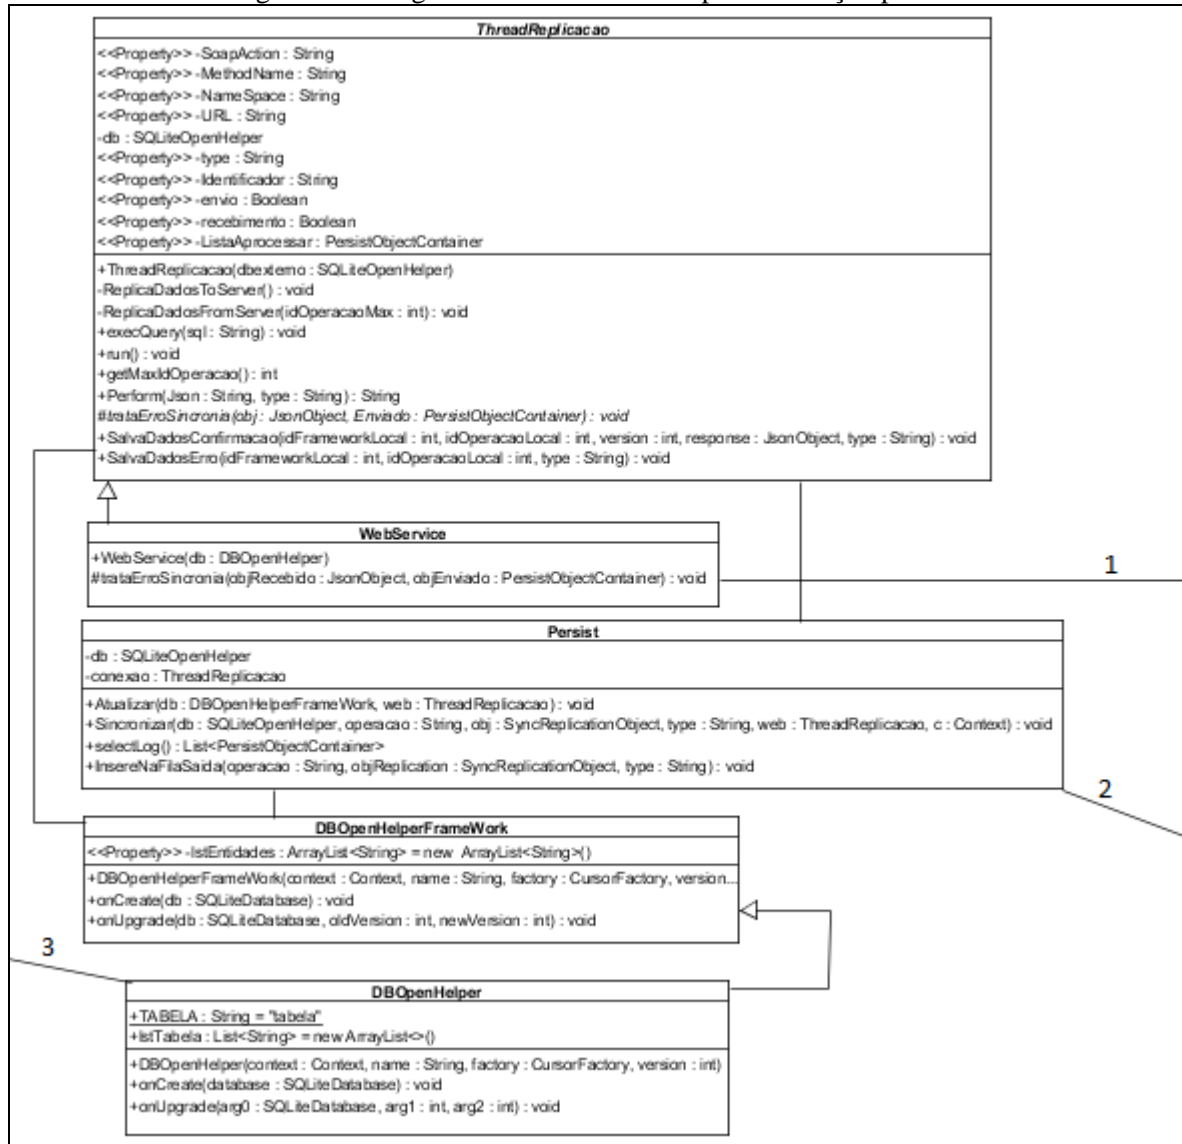 ThreadReplicacao
<<Property>> -SoapAction : String
<<Property>> -MethodName : String
<<Property>> -NameSpace : String
<<Property>> -URL : String
-db : SQLiteOpenHelper
<<Property>> -type : String
<<Property>> -Identificador : String
<<Property>> -envio : Boolean
<<Property>> -recebimento : Boolean
<<Property>> -ListaAprocessar : PersistObjectContainer
+ThreadReplicacao(dbexterno : SQLiteOpenHelper)
-ReplicaDadosToServer() : void
-ReplicaDadosFromServer(idOperacaoMax : int) : void
+execQuery(sql : String) : void
+run() : void
+getMaxIdOperacao() : int
+Perform(Json : String, type : String) : String
#trataErroSincronia(obj : JsonObject, Enviado : PersistObjectContainer) : void
+SalvaDadosConfirmacao(idFrameworkLocal : int, idOperacaoLocal : int, version : int, response : JsonObject, type : String) : void
+SalvaDadosErro(idFrameworkLocal : int, idOperacaoLocal : int, type : String) : void
WebService
+WebService(db : DBOpenHelper)
#trataErroSincronia(objRecebido : JsonObject, objEnviado : PersistObjectContainer) : void
1
Persist
-db : SQLiteOpenHelper
-conexao : ThreadReplicacao
+Atualizar(db : DBOpenHelperFrameWork, web : ThreadReplicacao) : void
+Sincronizar(db : SQLiteOpenHelper, operacao : String, obj : SyncReplicationObject, type : String, web : ThreadReplicacao, c : Context) : void
+selectLog() : List<PersistObjectContainer>
+InsereNaFilaSaida(operacao : String, objReplication : SyncReplicationObject, type : String) : void
2
DBOpenHelperFrameWork
<<Property>> -lstEntidades : ArrayList<String> = new ArrayList<String>()
+DBOpenHelperFrameWork(context : Context, name : String, factory : CursorFactory, version...
+onCreate(db : SQLiteDatabase) : void
+onUpgrade(db : SQLiteDatabase, oldVersion : int, newVersion : int) : void
3
DBOpenHelper
+TABELA : String = "tabela"
+lstTabela : List<String> = new ArrayList<>()
+DBOpenHelper(context : Context, name : String, factory : CursorFactory, version : int)
+onCreate(database : SQLiteDatabase) : void
+onUpgrade(arg0 : SQLiteDatabase, arg1 : int, arg2 : int) : void